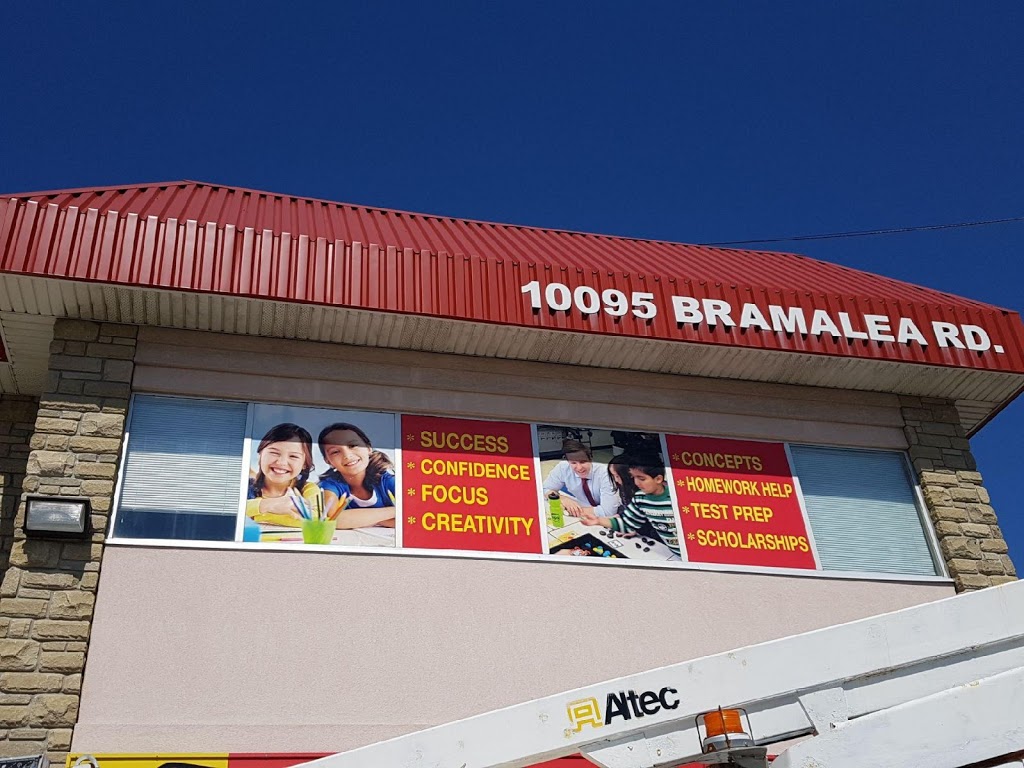 10095 BRAMALEA RD.
* SUCCESS
* CONFIDENCE
* FOCUS
* CREATIVITY
* CONCEPTS
* HOMEWORK HELP
* TEST PREP
* SCHOLARSHIPS
Altec